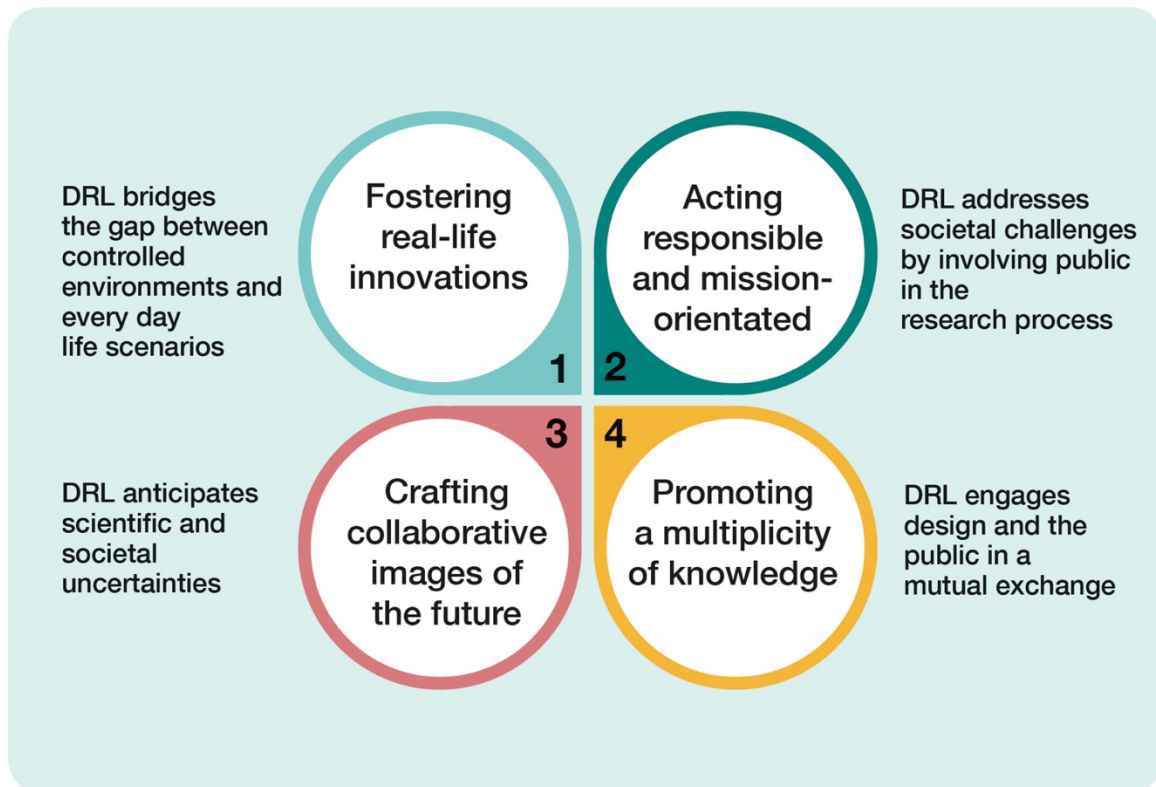 DRL bridges
the gap between
controlled
environments and
every day
life scenarios
Fostering
real-life
innovations
1
Acting
responsible
and mission-
orientated
2
DRL addresses
societal challenges
by involving public
in the
research process
DRL anticipates
scientific and
societal
uncertainties
3
Crafting
collaborative
images of
the future
4
Promoting
a multiplicity
of knowledge
DRL engages
design and the
public in a
mutual exchange